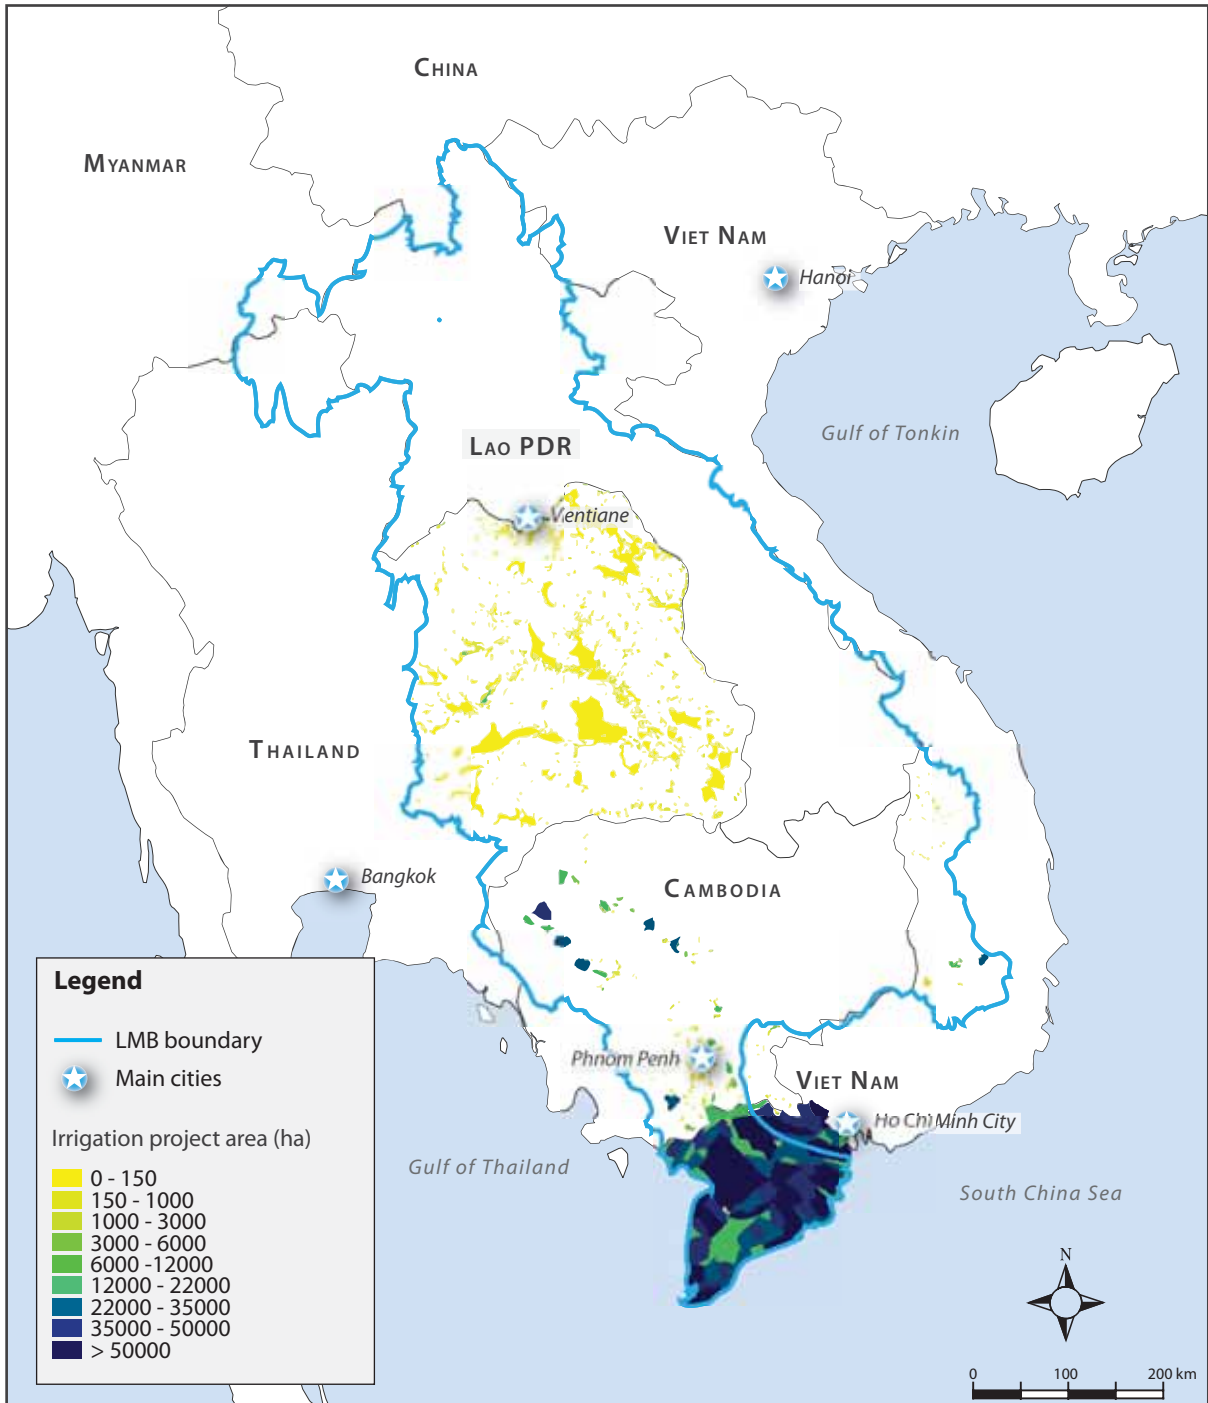 CHINA
MYANMAR
VIET NAM
Hanoi
Gulf of Tonkin
LAO PDR
Vientiane
THAILAND
Bangkok
CAMBODIA
Phnom Penh
VIET NAM
Ho Chi Minh City
Gulf of Thailand
South China Sea
Legend
LMB boundary
Main cities
Irrigation project area (ha)
0 - 150
150 - 1000
1000 - 3000
3000 - 6000
6000 -12000
12000 - 22000
22000 - 35000
35000 - 50000
> 50000
N
0 100 200 km